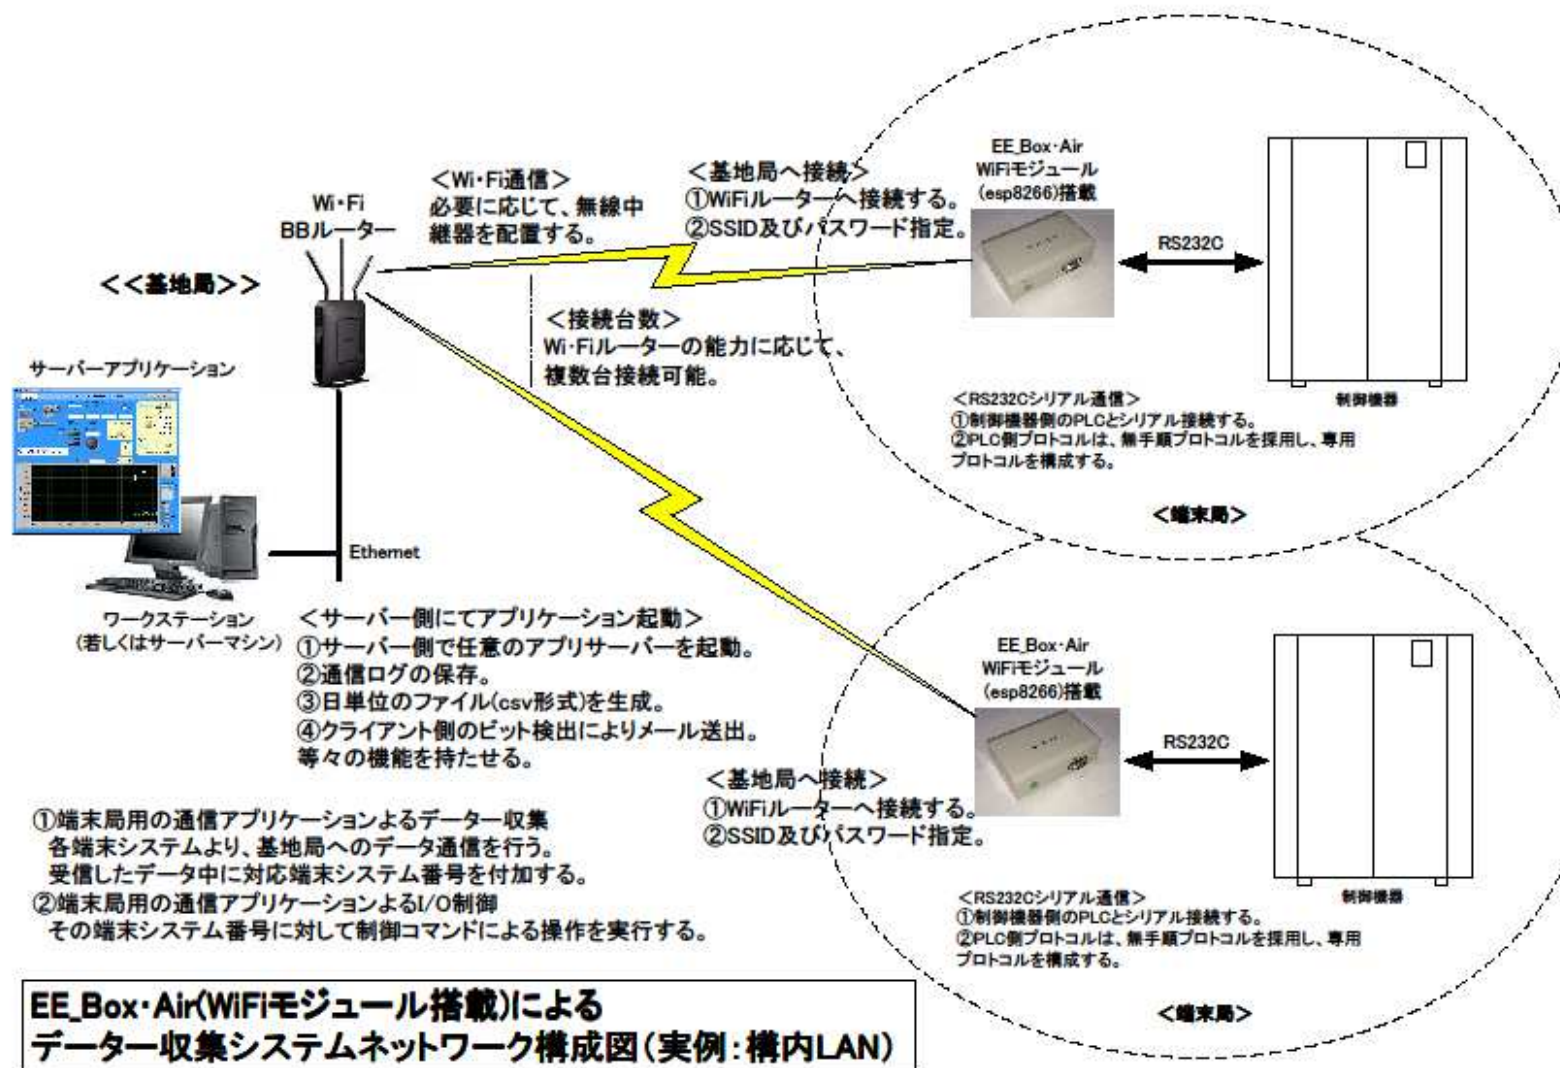 EE_Box・Air
WiFiモジュール
(esp8266)搭載
＜Wi・Fi通信＞
必要に応じて、無線中
継器を配置する。
＜基地局へ接続＞
①WiFiルーターへ接続する。
②SSID及びパスワード指定。
Wi・Fi
BBルーター
RS232C
＜＜基地局＞＞
＜接続台数＞
Wi・Fiルーターの能力に応じて、
複数台接続可能。
サーバーアプリケーション
制御機器
＜RS232Cシリアル通信＞
①制御機器側のPLCとシリアル接続する。
②PLC側プロトコルは、無手順プロトコルを採用し、専用
プロトコルを構成する。
＜端末局＞
Ethernet
ワークステーション
(若しくはサーバーマシン)
＜サーバー側にてアプリケーション起動＞
①サーバー側で任意のアプリサーバーを起動。
②通信ログの保存。
③日単位のファイル(csv形式)を生成。
④クライアント側のビット検出によりメール送出。
等々の機能を持たせる。
EE_Box・Air
WiFiモジュール
(esp8266)搭載
RS232C
＜基地局へ接続＞
①WiFiルーターへ接続する。
②SSID及びパスワード指定。
制御機器
＜RS232Cシリアル通信＞
①制御機器側のPLCとシリアル接続する。
②PLC側プロトコルは、無手順プロトコルを採用し、専用
プロトコルを構成する。
＜端末局＞
①端末局用の通信アプリケーションよるデーター収集
各端末システムより、基地局へのデータ通信を行う。
受信したデータ中に対応端末システム番号を付加する。
②端末局用の通信アプリケーションよるI/O制御
その端末システム番号に対して制御コマンドによる操作を実行する。
EE_Box・Air(WiFiモジュール搭載)による
データー収集システムネットワーク構成図(実例：構内LAN)